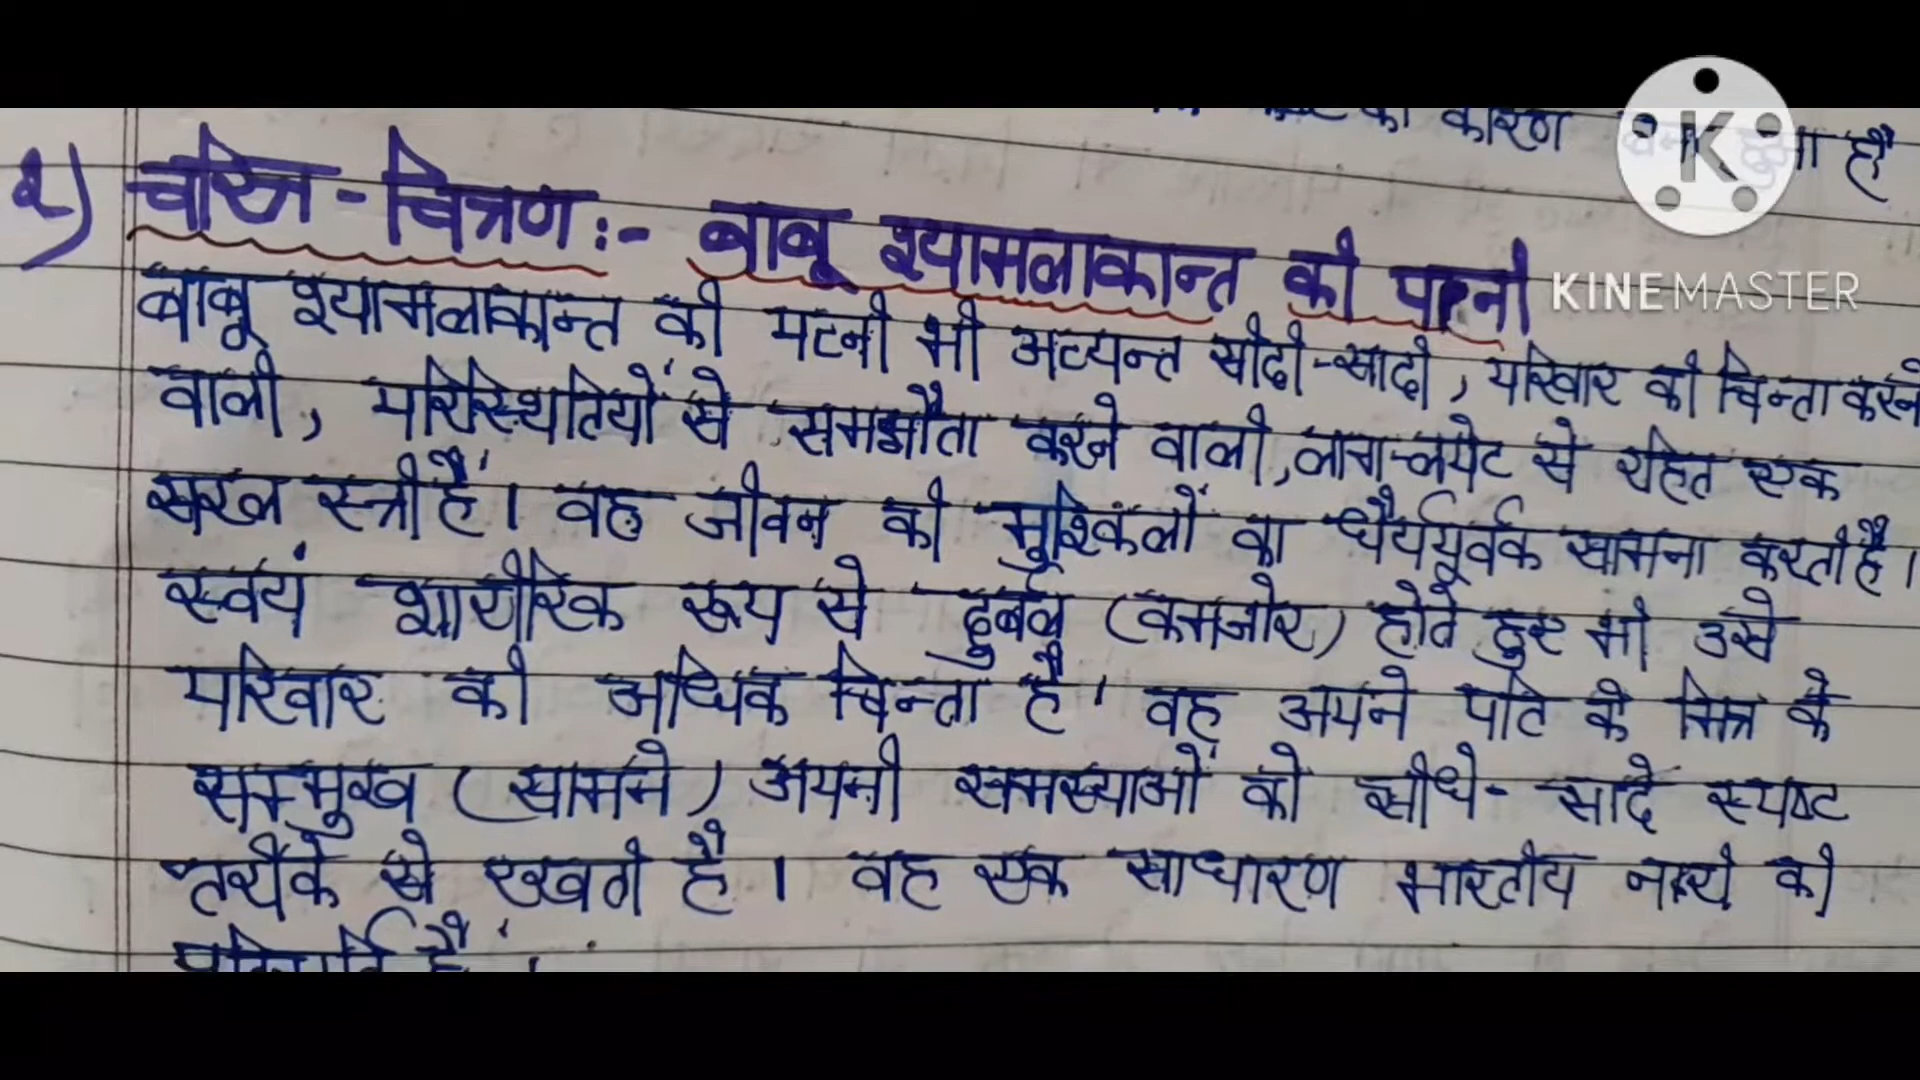 का कारण हुआ है
KINEMASTER
२) चरित्र-चित्रण:- बाबू श्यामलाकान्त की पत्नी
बाबू श्यामलाकान्त की पत्नी भी अत्यन्त सीदी-सादी, परिवार की चिन्ता करने
वाली, परिस्थितियों से समझौता करने वाली, लाग-लपेट से रहित एक
सरल स्त्री है। वह जीवन की मुश्किलों का धैर्यपूर्वक सामना करती है।
स्वयं शारीरिक रूप से दुर्बल (कमजोर) होते हुए भी उसे
परिवार की अधिक चिन्ता है। वह अपने पति के मित्र के
सम्मुख (सामने) अपनी समस्याओं को सीधे-सादे स्पष्ट
तरीके से रखती है। वह एक साधारण भारतीय नारी की
है।